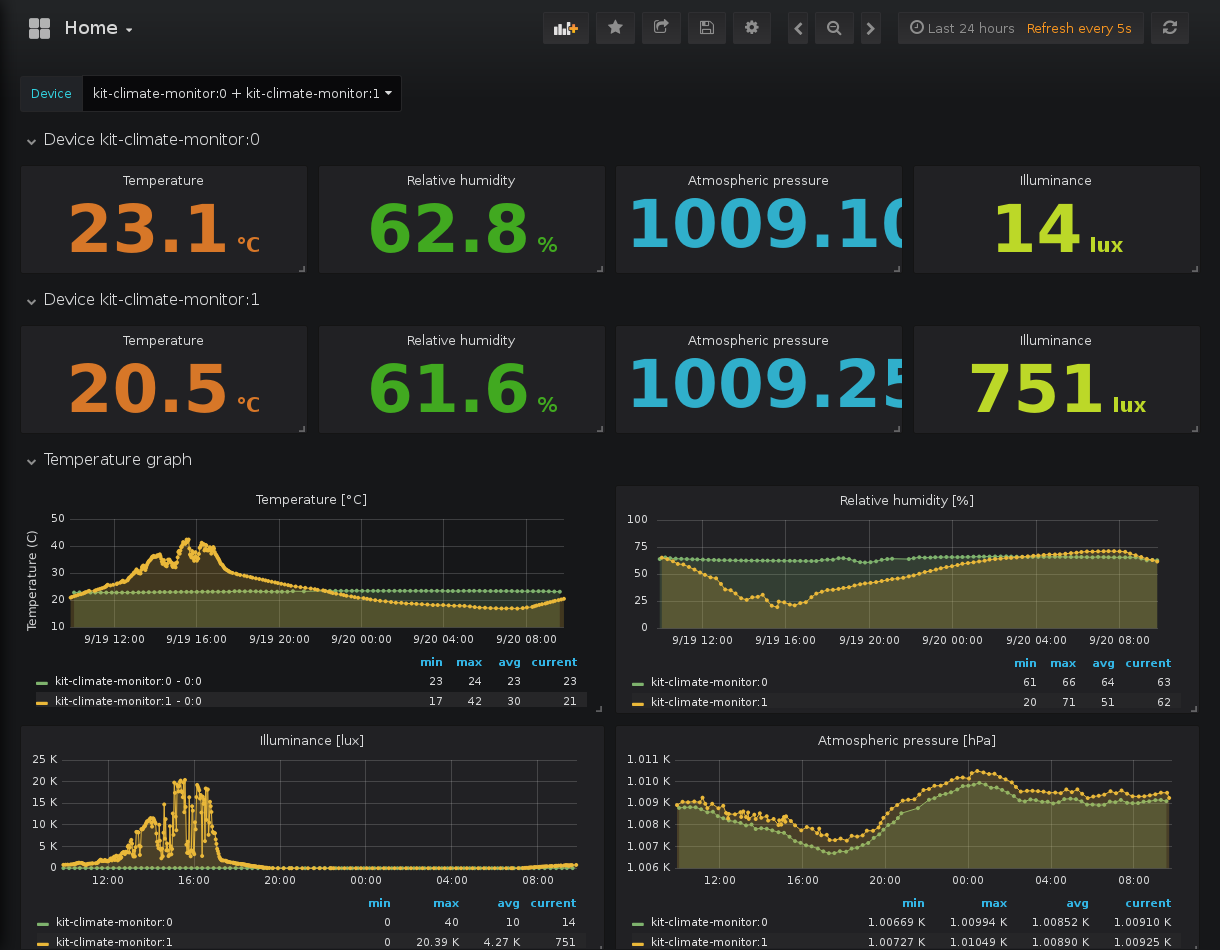 Home
Last 24 hours Refresh every 5s
Device kit-climate-monitor:0 + kit-climate-monitor:1
Device kit-climate-monitor:0
Temperature Relative humidity Atmospheric pressure Illuminance
23.1 °C 62.8 % 1009.10 14 lux
Device kit-climate-monitor:1
Temperature Relative humidity Atmospheric pressure Illuminance
20.5 °C 61.6 % 1009.25 751 lux
Temperature graph
Temperature [°C]
Temperature (C)
50
40
30
20
10
9/19 12:00 9/19 16:00 9/19 20:00 9/20 00:00 9/20 04:00 9/20 08:00
min max avg current
kit-climate-monitor:0 - 0:0 23 24 23 23
kit-climate-monitor:1 - 0:0 17 42 30 21
Relative humidity [%]
100
75
50
25
0
9/19 12:00 9/19 16:00 9/19 20:00 9/20 00:00 9/20 04:00 9/20 08:00
min max avg current
kit-climate-monitor:0 61 66 64 63
kit-climate-monitor:1 20 71 51 62
Illuminance [lux]
25 K
20 K
15 K
10 K
5 K
0
12:00 16:00 20:00 00:00 04:00 08:00
min max avg current
kit-climate-monitor:0 0 40 10 14
kit-climate-monitor:1 0 20.39 K 4.27 K 751
Atmospheric pressure [hPa]
1.011 K
1.010 K
1.009 K
1.008 K
1.007 K
1.006 K
12:00 16:00 20:00 00:00 04:00 08:00
min max avg current
kit-climate-monitor:0 1.00669 K 1.00994 K 1.00852 K 1.00910 K
kit-climate-monitor:1 1.00727 K 1.01049 K 1.00890 K 1.00925 K